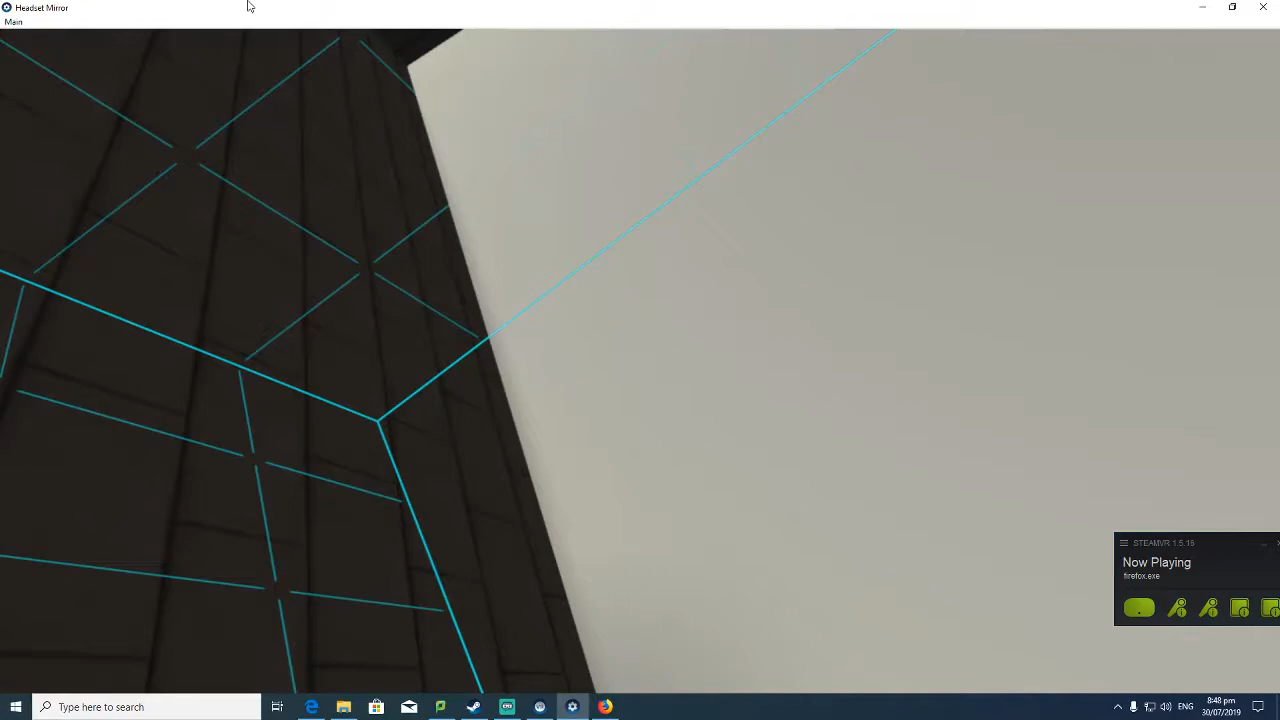 Headset Mirror
Main
STEAMVR 1.5.15
Now Playing
firefox.exe
Type here to search
ENG
8:48 pm
30/07/2019